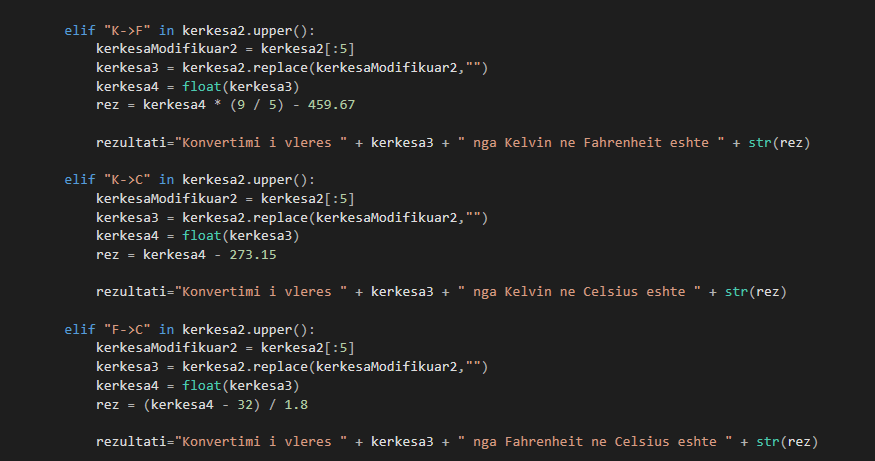 elif "K->F" in kerkesa2.upper():
kerkesaModifikuar2 = kerkesa2[:5]
kerkesa3 = kerkesa2.replace(kerkesaModifikuar2,"")
kerkesa4 = float(kerkesa3)
rez = kerkesa4 * (9 / 5) - 459.67
rezultati="Konvertimi i vleres " + kerkesa3 + " nga Kelvin ne Fahrenheit eshte " + str(rez)
elif "K->C" in kerkesa2.upper():
kerkesaModifikuar2 = kerkesa2[:5]
kerkesa3 = kerkesa2.replace(kerkesaModifikuar2,"")
kerkesa4 = float(kerkesa3)
rez = kerkesa4 - 273.15
rezultati="Konvertimi i vleres " + kerkesa3 + " nga Kelvin ne Celsius eshte " + str(rez)
elif "F->C" in kerkesa2.upper():
kerkesaModifikuar2 = kerkesa2[:5]
kerkesa3 = kerkesa2.replace(kerkesaModifikuar2,"")
kerkesa4 = float(kerkesa3)
rez = (kerkesa4 - 32) / 1.8
rezultati="Konvertimi i vleres " + kerkesa3 + " nga Fahrenheit ne Celsius eshte " + str(rez)